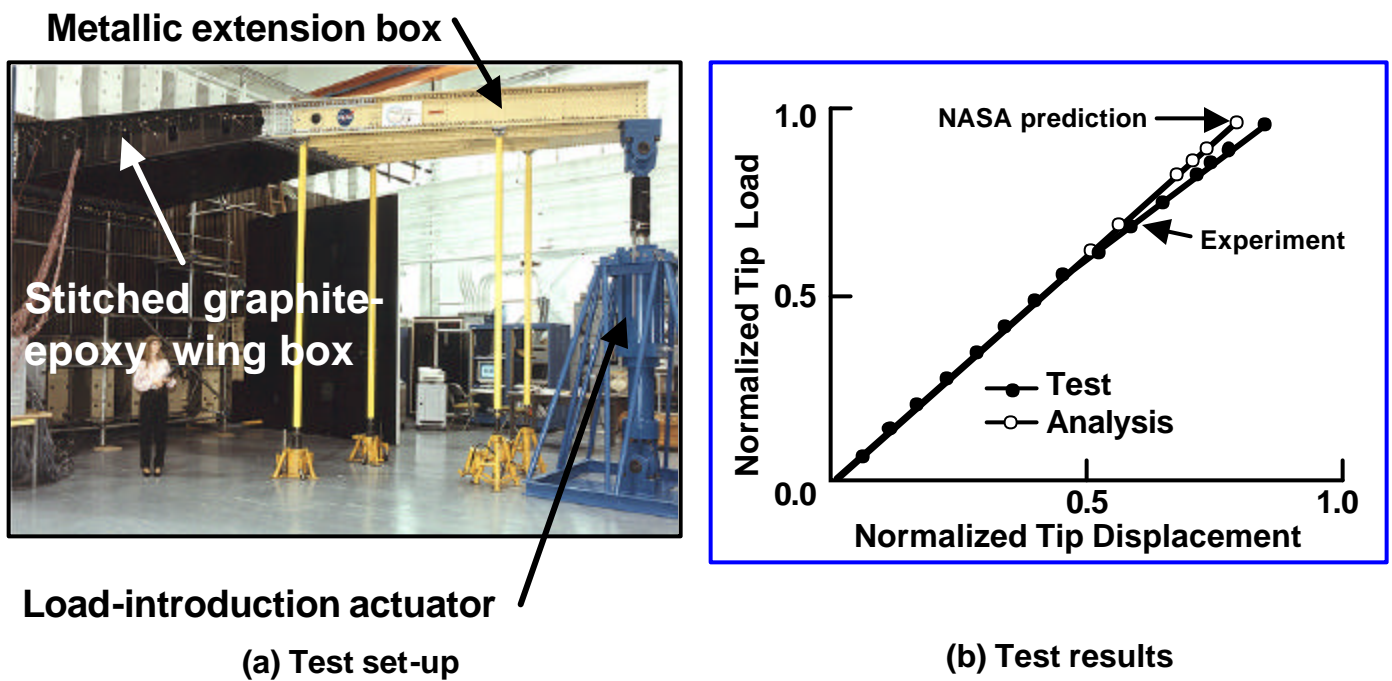 Metallic extension box
Stitched graphite-
epoxy wing box
Load-introduction actuator
(a) Test set-up
1.0
0.5
0.0
0.5
1.0
Normalized Tip Load
Normalized Tip Displacement
NASA prediction
Experiment
Test
Analysis
(b) Test results